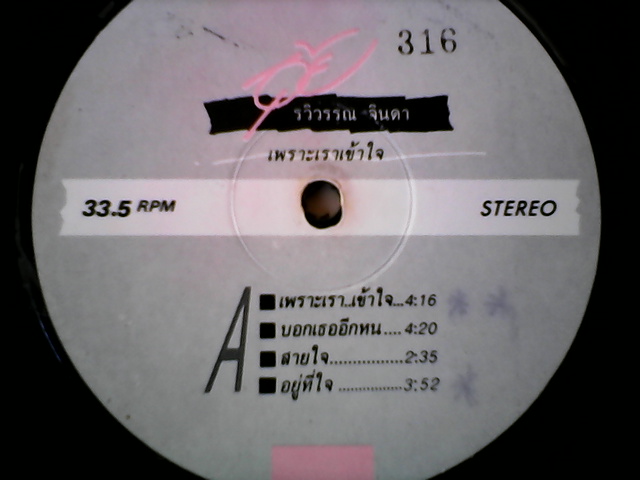 316
รวิวรรณ จินดา
เพราะเราเข้าใจ
33.5 RPM
STEREO
A
เพราะเรา..เข้าใจ...4:16
บอกเธออีกหน....4:20
สายใจ................2:35
อยู่ที่ใจ ...............3:52